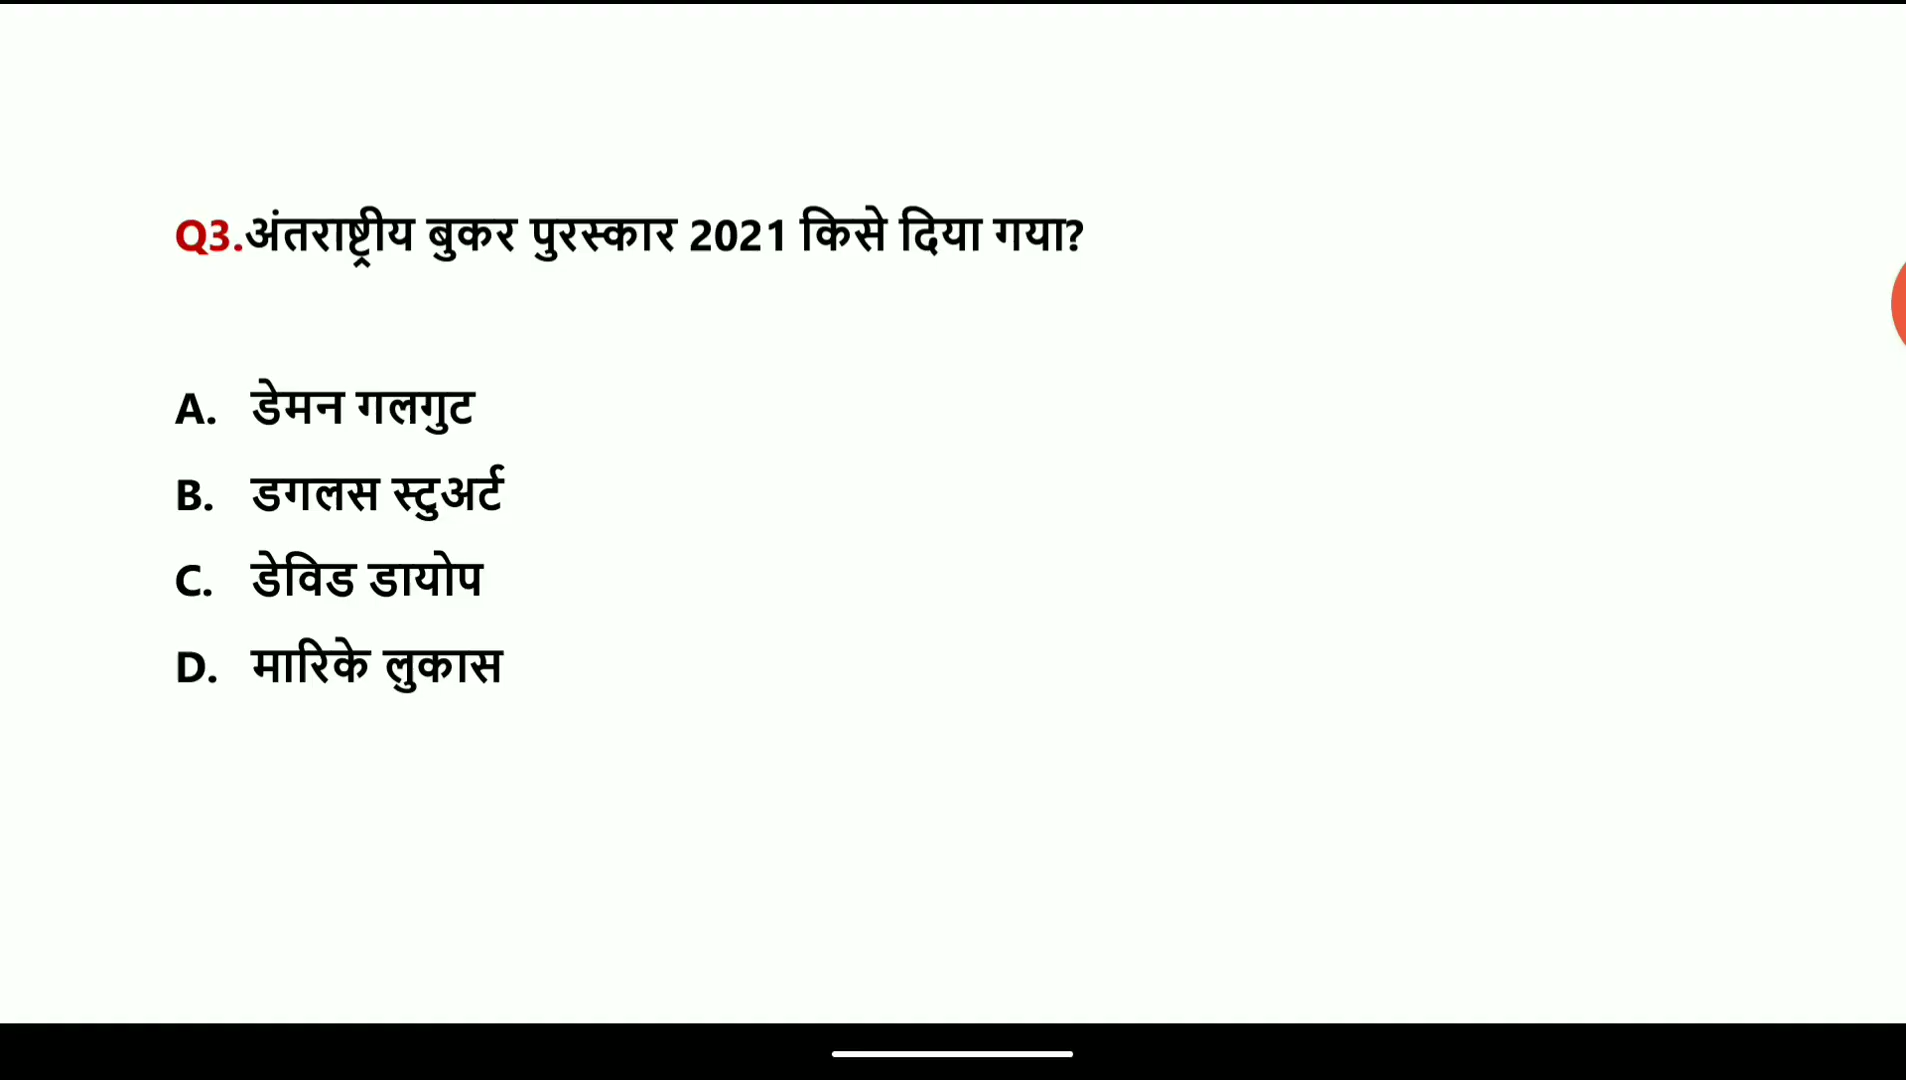 Q3.अंतराष्ट्रीय बुकर पुरस्कार 2021 किसे दिया गया?
A. डेमन गलगुट
B. डगलस स्टुअर्ट
C. डेविड डायोप
D. मारिके लुकास